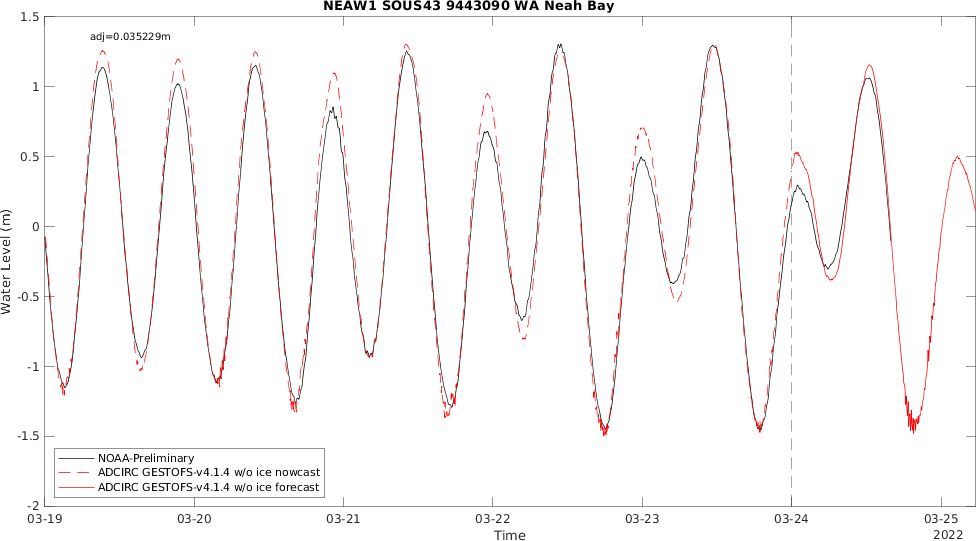 NEAW1 SOUS43 9443090 WA Neah Bay
adj=0.035229m
1.5
1
0.5
0
-0.5
-1
-1.5
-2
Water Level (m)
NOAA-Preliminary
ADCIRC GESTOFS-v4.1.4 w/o ice nowcast
ADCIRC GESTOFS-v4.1.4 w/o ice forecast
03-19 03-20 03-21 03-22 03-23 03-24 03-25
Time
2022